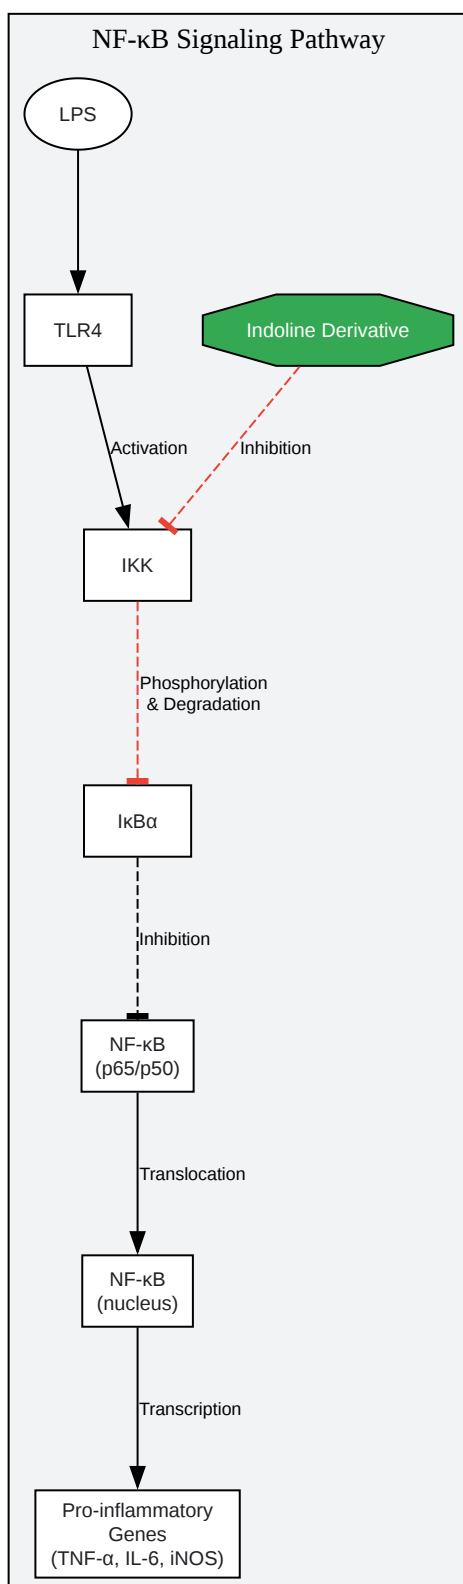 NF-κB Signaling Pathway
LPS
TLR4
Indoline Derivative
Activation
Inhibition
IKK
Phosphorylation
& Degradation
IκBα
Inhibition
NF-κB
(p65/p50)
Translocation
NF-κB
(nucleus)
Transcription
Pro-inflammatory
Genes
(TNF-α, IL-6, iNOS)